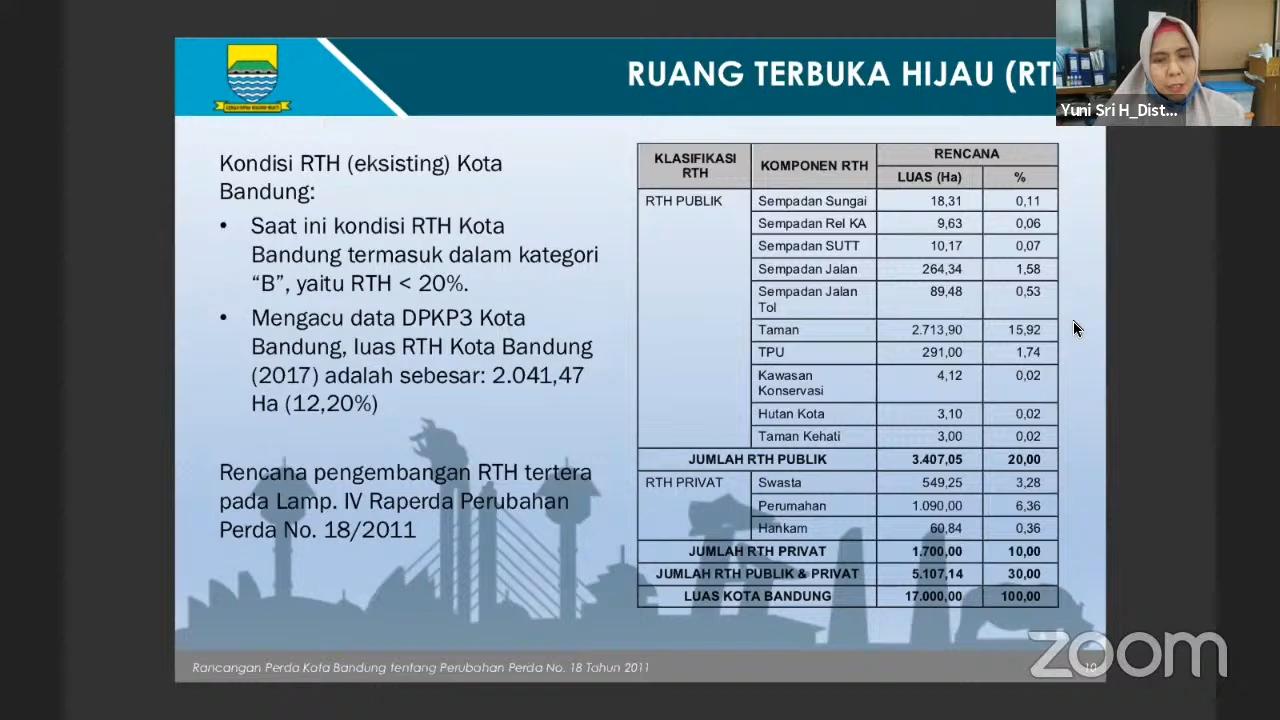 RUANG TERBUKA HIJAU (RTH
Yuni Sri H_Dist...
Kondisi RTH (eksisting) Kota
Bandung:
• Saat ini kondisi RTH Kota
Bandung termasuk dalam kategori
“B”, yaitu RTH < 20%.
• Mengacu data DPKP3 Kota
Bandung, luas RTH Kota Bandung
(2017) adalah sebesar: 2.041,47
Ha (12,20%)
Rencana pengembangan RTH tertera
pada Lamp. IV Raperda Perubahan
Perda No. 18/2011
KLASIFIKASI
RTH
KOMPONEN RTH
RENCANA
LUAS (Ha) %
RTH PUBLIK Sempadan Sungai 18,31 0,11
Sempadan Rel KA 9,63 0,06
Sempadan SUTT 10,17 0,07
Sempadan Jalan 264,34 1,58
Sempadan Jalan 89,48 0,53
Tol
Taman 2.713,90 15,92
TPU 291,00 1,74
Kawasan 4,12 0,02
Konservasi
Hutan Kota 3,10 0,02
Taman Kehati 3,00 0,02
JUMLAH RTH PUBLIK 3.407,05 20,00
RTH PRIVAT Swasta 549,25 3,28
Perumahan 1.090,00 6,36
Hankam 60,84 0,36
JUMLAH RTH PRIVAT 1.700,00 10,00
JUMLAH RTH PUBLIK & PRIVAT 5.107,14 30,00
LUAS KOTA BANDUNG 17.000,00 100,00
Rancangan Perda Kota Bandung tentang Perubahan Perda No. 18 Tahun 2011
10
zoom